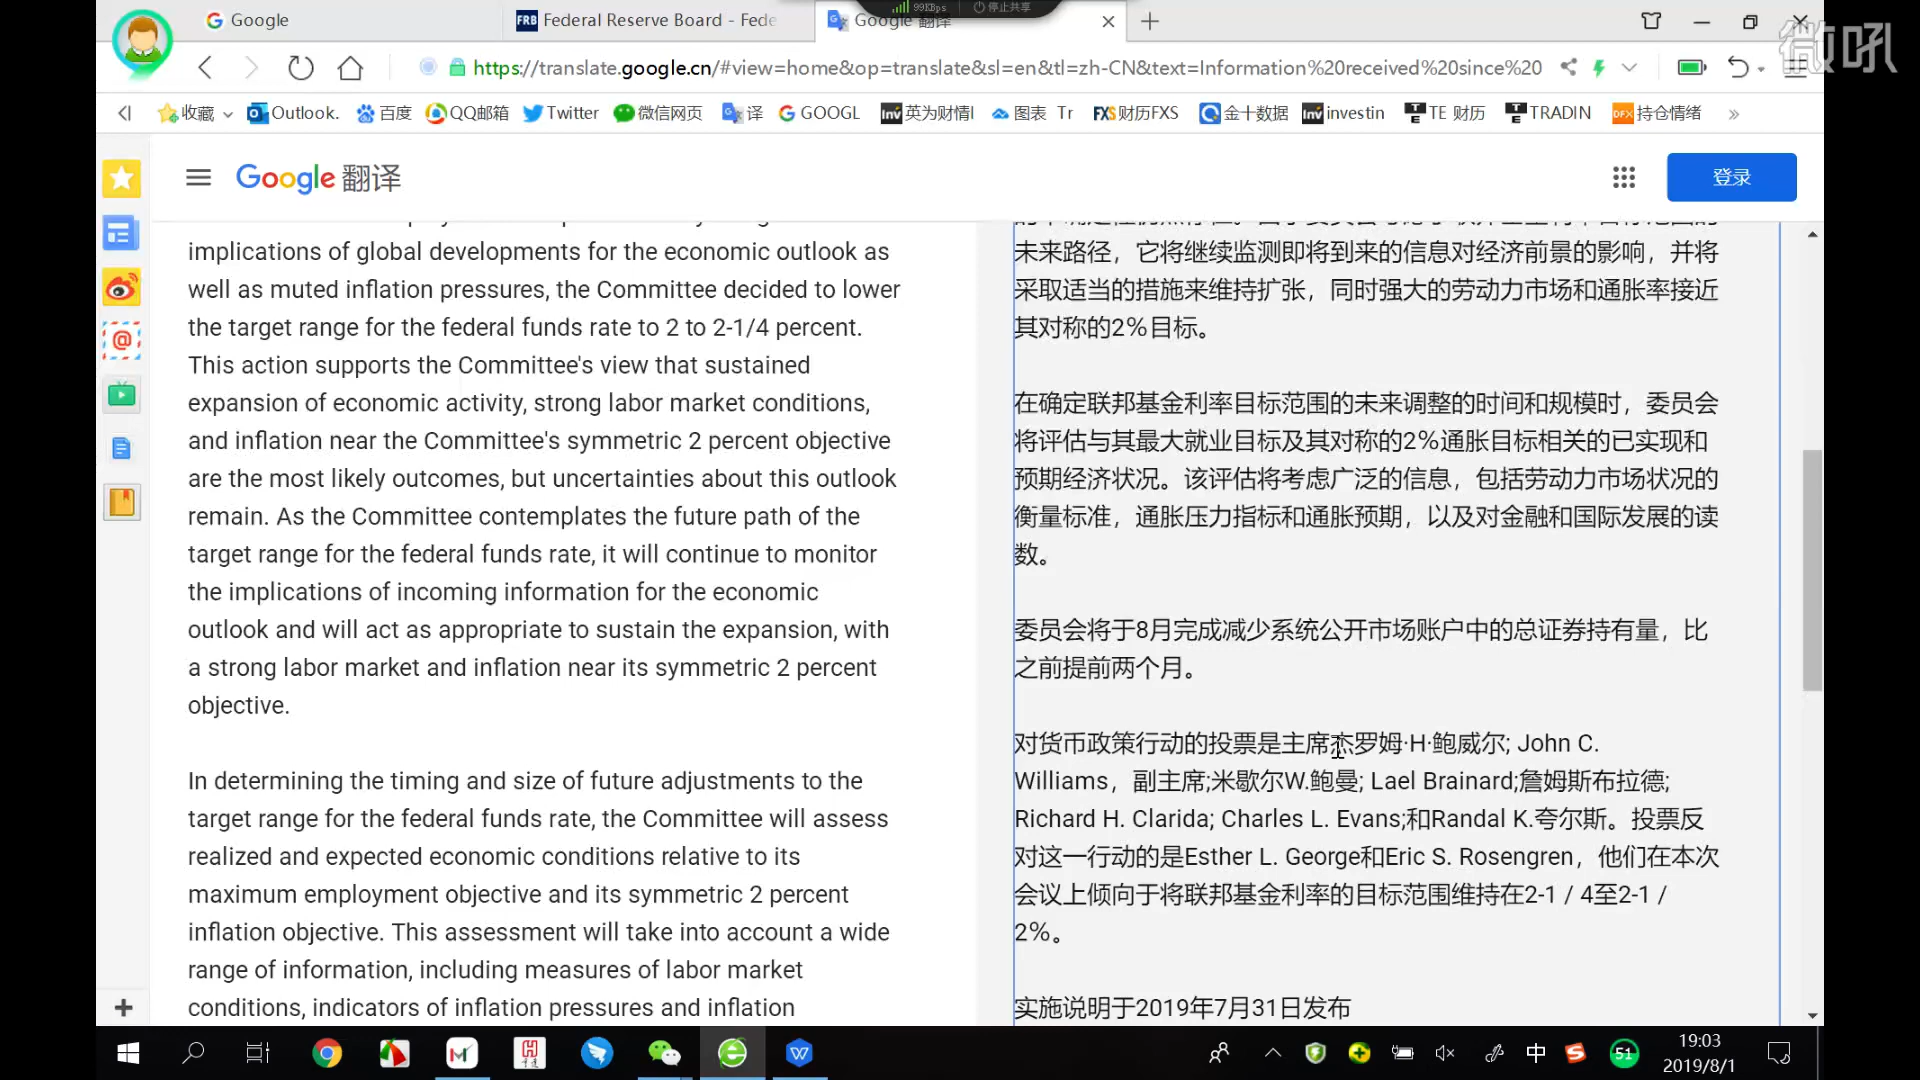 Google
FRB Federal Reserve Board - Fede
Google 翻译
99KBps
停止共享
微吼
https://translate.google.cn/#view=home&op=translate&sl=en&tl=zh-CN&text=Information%20received%20since%20
收藏
Outlook.
百度
QQ邮箱
Twitter
微信网页
译
GOOGL
Inv 英为财情I
图表 Tr
FXS 财历FXS
金十数据
Inv investin
TE 财历
TRADIN
DFX 持仓情绪
Google 翻译
登录
implications of global developments for the economic outlook as
well as muted inflation pressures, the Committee decided to lower
the target range for the federal funds rate to 2 to 2-1/4 percent.
This action supports the Committee's view that sustained
expansion of economic activity, strong labor market conditions,
and inflation near the Committee's symmetric 2 percent objective
are the most likely outcomes, but uncertainties about this outlook
remain. As the Committee contemplates the future path of the
target range for the federal funds rate, it will continue to monitor
the implications of incoming information for the economic
outlook and will act as appropriate to sustain the expansion, with
a strong labor market and inflation near its symmetric 2 percent
objective.
In determining the timing and size of future adjustments to the
target range for the federal funds rate, the Committee will assess
realized and expected economic conditions relative to its
maximum employment objective and its symmetric 2 percent
inflation objective. This assessment will take into account a wide
range of information, including measures of labor market
conditions, indicators of inflation pressures and inflation
未来路径，它将继续监测即将到来的信息对经济前景的影响，并将
采取适当的措施来维持扩张，同时强大的劳动力市场和通胀率接近
其对称的2％目标。
在确定联邦基金利率目标范围的未来调整的时间和规模时，委员会
将评估与其最大就业目标及其对称的2％通胀目标相关的已实现和
预期经济状况。该评估将考虑广泛的信息，包括劳动力市场状况的
衡量标准，通胀压力指标和通胀预期，以及对金融和国际发展的读
数。
委员会将于8月完成减少系统公开市场账户中的总证券持有量，比
之前提前两个月。
对货币政策行动的投票是主席杰罗姆·H·鲍威尔; John C.
Williams，副主席;米歇尔W.鲍曼; Lael Brainard;詹姆斯布拉德;
Richard H. Clarida; Charles L. Evans;和Randal K.夸尔斯。投票反
对这一行动的是Esther L. George和Eric S. Rosengren，他们在本次
会议上倾向于将联邦基金利率的目标范围维持在2-1 / 4至2-1 /
2％。
实施说明于2019年7月31日发布
中
51
19:03
2019/8/1